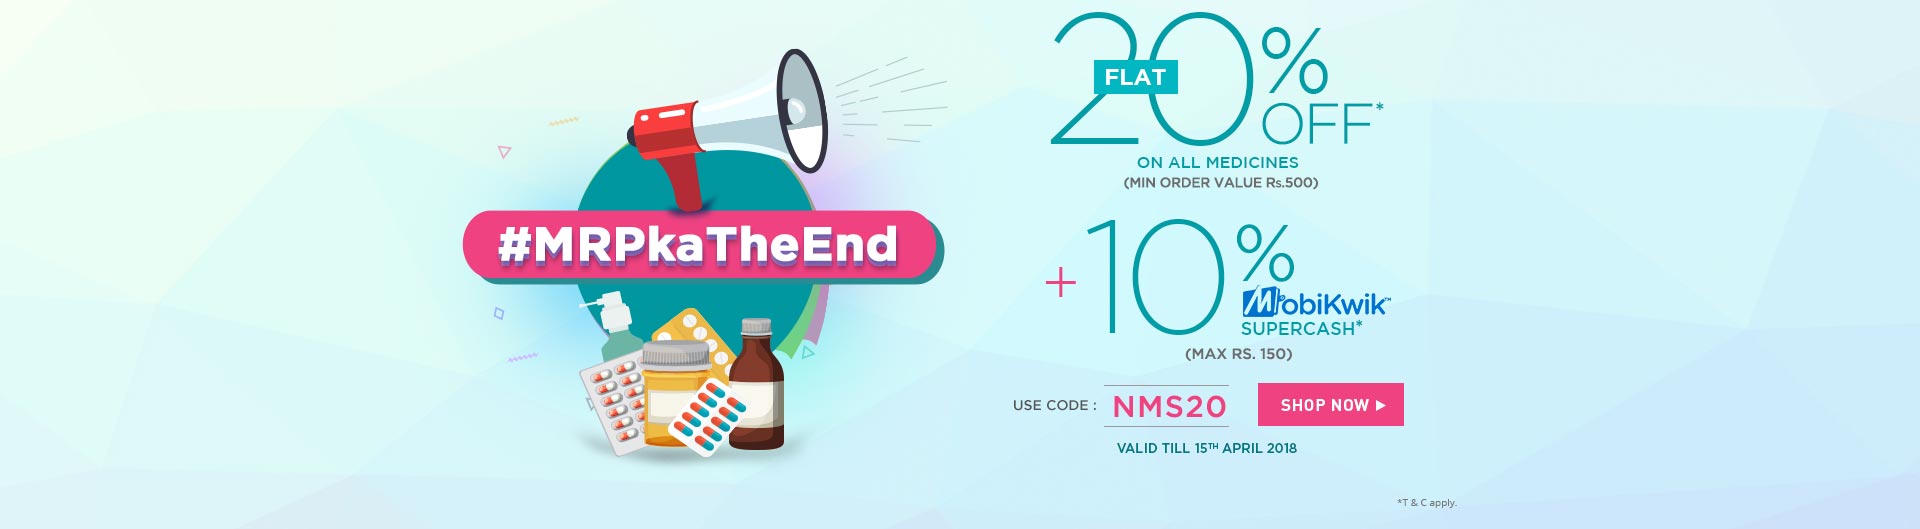 #MRPkaTheEnd
FLAT
20%
OFF*
ON ALL MEDICINES
(MIN ORDER VALUE Rs.500)
+10%
MobiKwik™
SUPERCASH*
(MAX RS. 150)
USE CODE : NMS20
SHOP NOW ▶
VALID TILL 15TH APRIL 2018
*T & C apply.